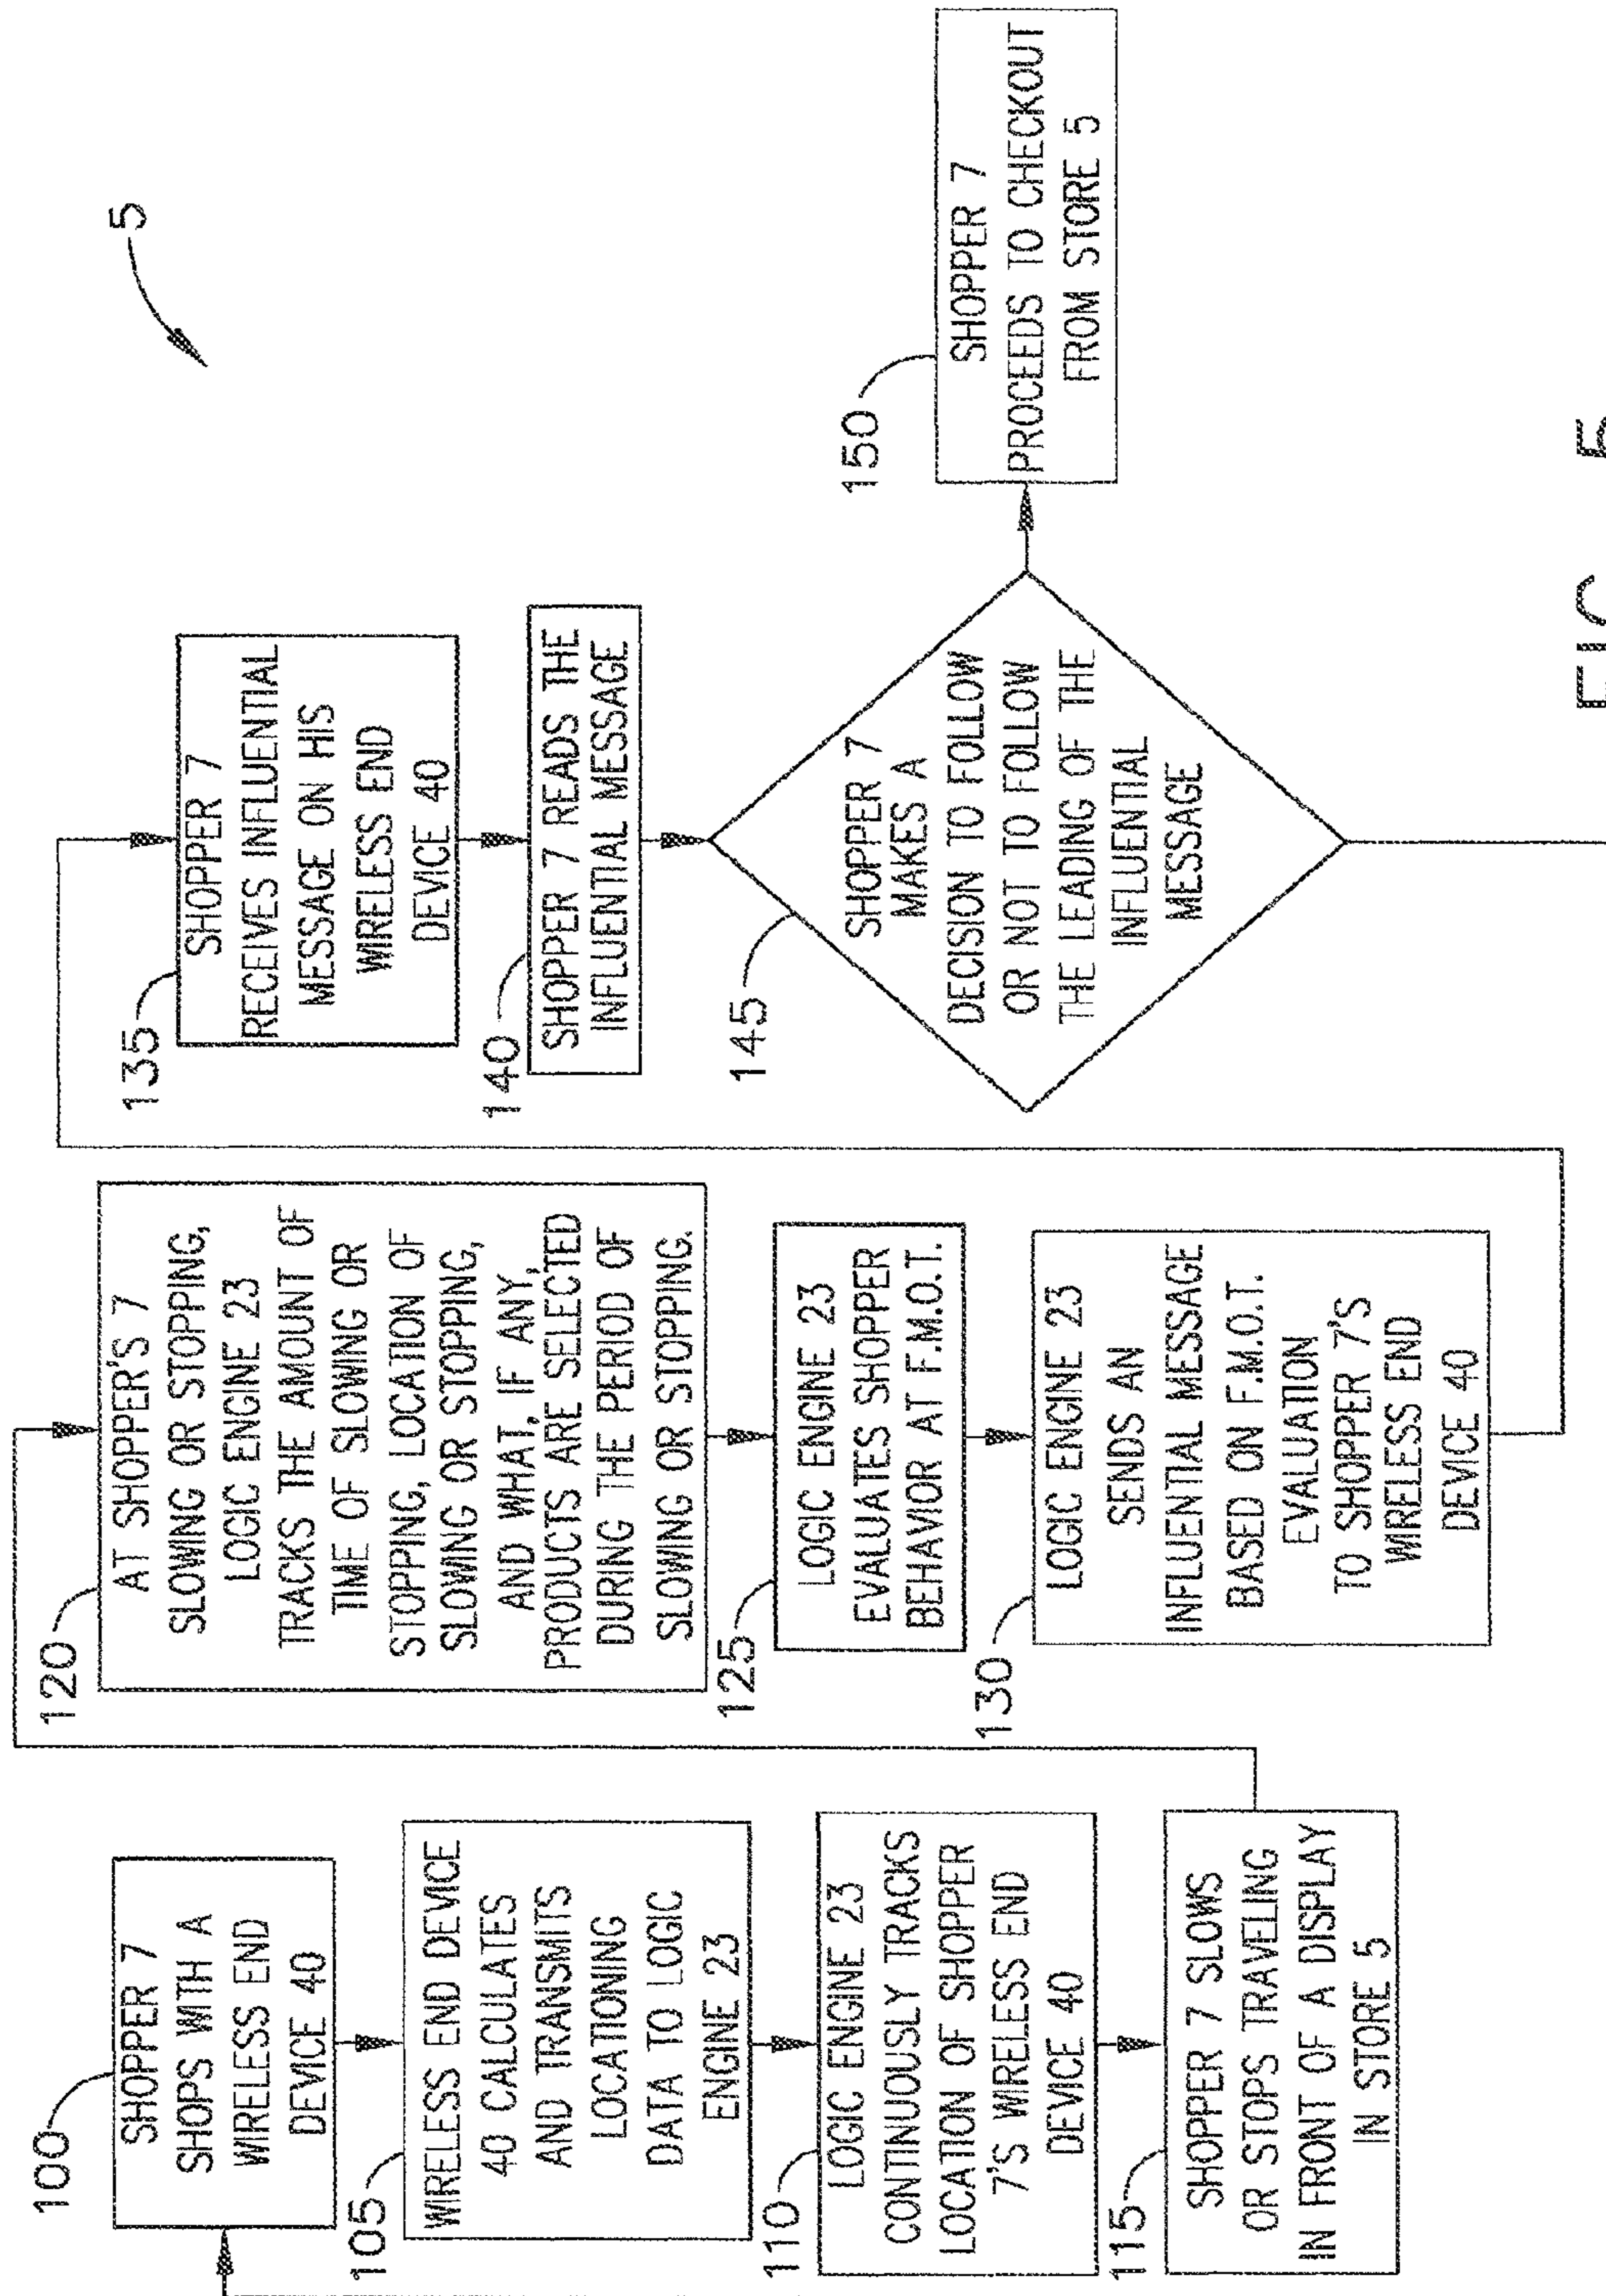 5
100
SHOPPER 7
SHOPS WITH A
WIRELESS END
DEVICE 40
105
WIRELESS END DEVICE
40 CALCULATES
AND TRANSMITS
LOCATIONING
DATA TO LOGIC
ENGINE 23
110
LOGIC ENGINE 23
CONTINUOUSLY TRACKS
LOCATION OF SHOPPER
7'S WIRELESS END
DEVICE 40
115
SHOPPER 7 SLOWS
OR STOPS TRAVELING
IN FRONT OF A DISPLAY
IN STORE 5
120
AT SHOPPER'S 7
SLOWING OR STOPPING,
LOGIC ENGINE 23
TRACKS THE AMOUNT OF
TIME OF SLOWING OR
STOPPING, LOCATION OF
SLOWING OR STOPPING,
AND WHAT, IF ANY,
PRODUCTS ARE SELECTED
DURING THE PERIOD OF
SLOWING OR STOPPING.
125
LOGIC ENGINE 23
EVALUATES SHOPPER
BEHAVIOR AT F.M.O.T.
130
LOGIC ENGINE 23
SENDS AN
INFLUENTIAL MESSAGE
BASED ON F.M.O.T.
EVALUATION
TO SHOPPER 7'S
WIRELESS END
DEVICE 40
135
SHOPPER 7
RECEIVES INFLUENTIAL
MESSAGE ON HIS
WIRELESS END
DEVICE 40
140
SHOPPER 7 READS THE
INFLUENTIAL MESSAGE
145
SHOPPER 7
MAKES A
DECISION TO FOLLOW
OR NOT TO FOLLOW
THE LEADING OF THE
INFLUENTIAL
MESSAGE
150
SHOPPER 7
PROCEEDS TO CHECKOUT
FROM STORE 5